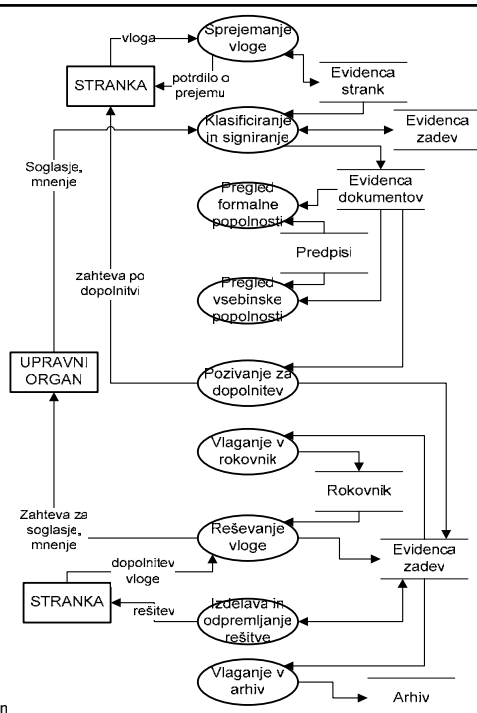 vloga
Sprejemanje
vloge
STRANKA
potrdilo o
prejemu
Evidenca
strank
Klasificiranje
in signiranje
Evidenca
zadev
Soglasje,
mnenje
Pregled
formalne
popolnosti
Evidenca
dokumentov
Predpisi
zahteva po
dopolnitvi
Pregled
vsebinske
popolnosti
UPRAVNI
ORGAN
Pozivanje za
dopolnitev
Vlaganje v
rokovnik
Rokovnik
Zahteva za
soglasje,
mnenje
Reševanje
vloge
Evidenca
zadev
dopolnitev
vloge
STRANKA
rešitev
Izdelava in
odpremljanje
rešitve
Vlaganje v
arhiv
Arhiv
n